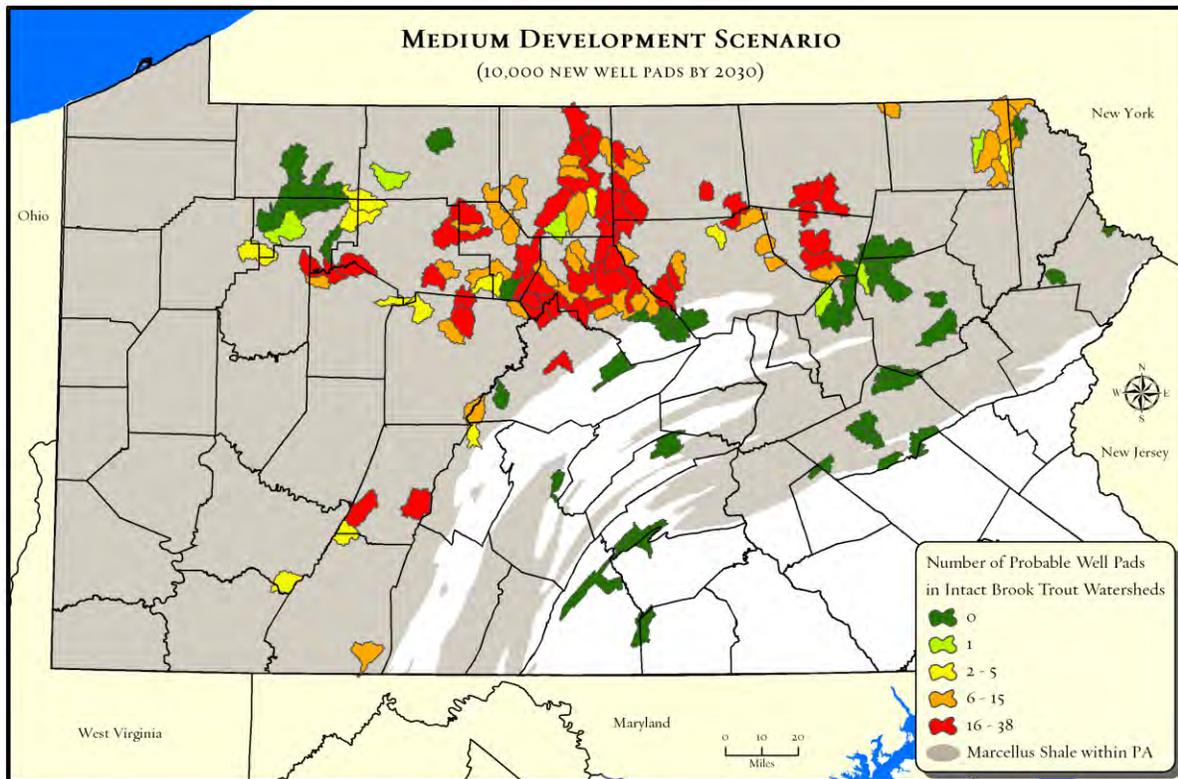 MEDIUM DEVELOPMENT SCENARIO
(10,000 NEW WELL PADS BY 2030)
New York
Ohio
N
W E
S
New Jersey
Number of Probable Well Pads
in Intact Brook Trout Watersheds
0
1
2 - 5
6 - 15
16 - 38
Marcellus Shale within PA
West Virginia
Maryland
0 10 20
Miles